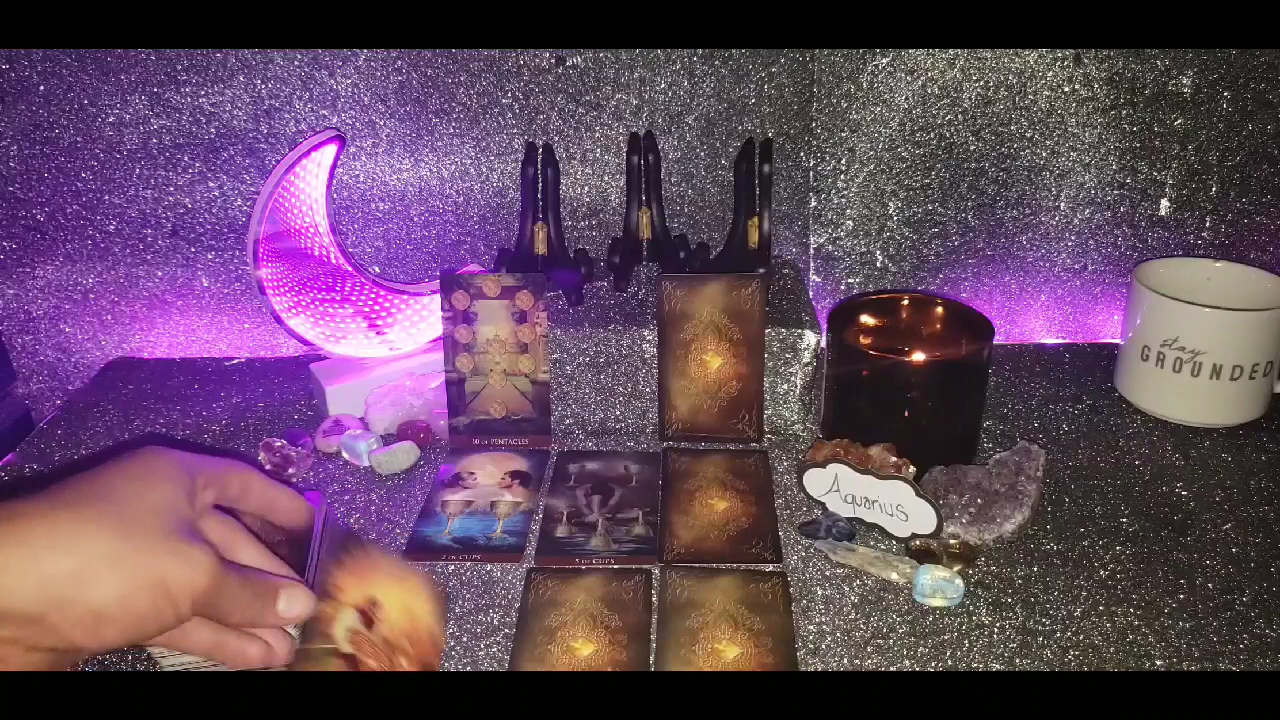 stay
GROUNDED
10 OF PENTACLES
Aquarius
2 OF CUPS
5 OF CUPS